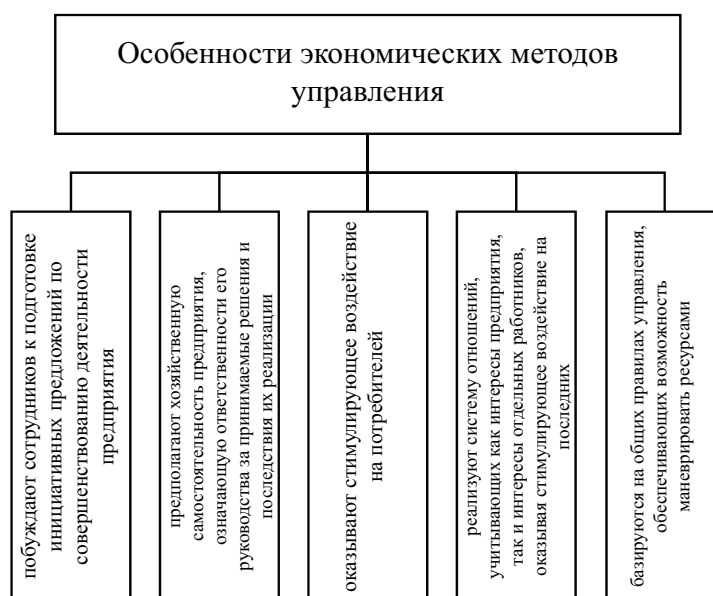 Особенности экономических методов
управления
побуждают сотрудников к подготовке
инициативных предложений по
совершенствованию деятельности
предприятия
предполагают хозяйственную
самостоятельность предприятия,
означающую ответственности его
руководства за принимаемые решения и
последствия их реализации
оказывают стимулирующее воздействие
на потребителей
реализуют систему отношений,
учитывающих как интересы предприятия,
так и интересы отдельных работников,
оказывая стимулирующее воздействие на
последних
базируются на общих правилах управления,
обеспечивающих возможность
маневрировать ресурсами